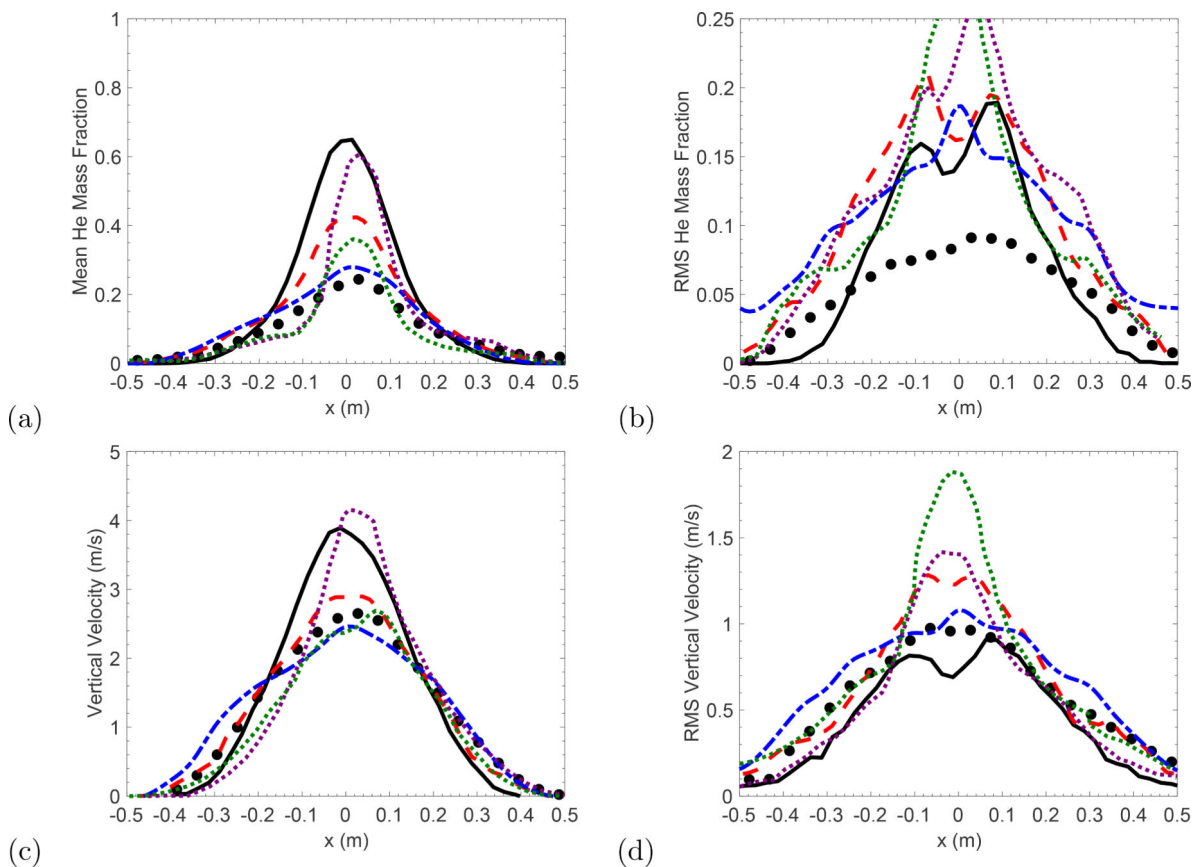 1
0.8
0.6
0.4
0.2
0
Mean He Mass Fraction
-0.5 -0.4 -0.3 -0.2 -0.1 0 0.1 0.2 0.3 0.4 0.5
x (m)
(a)
0.25
0.2
0.15
0.1
0.05
0
RMS He Mass Fraction
-0.5 -0.4 -0.3 -0.2 -0.1 0 0.1 0.2 0.3 0.4 0.5
x (m)
(b)
5
4
3
2
1
0
Vertical Velocity (m/s)
-0.5 -0.4 -0.3 -0.2 -0.1 0 0.1 0.2 0.3 0.4 0.5
x (m)
(c)
2
1.5
1
0.5
0
RMS Vertical Velocity (m/s)
-0.5 -0.4 -0.3 -0.2 -0.1 0 0.1 0.2 0.3 0.4 0.5
x (m)
(d)